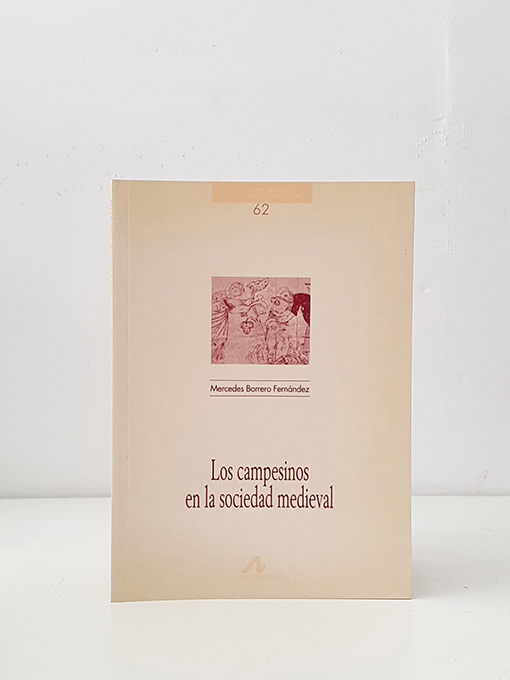 62
Mercedes Borrero Fernández
Los campesinos
en la sociedad medieval